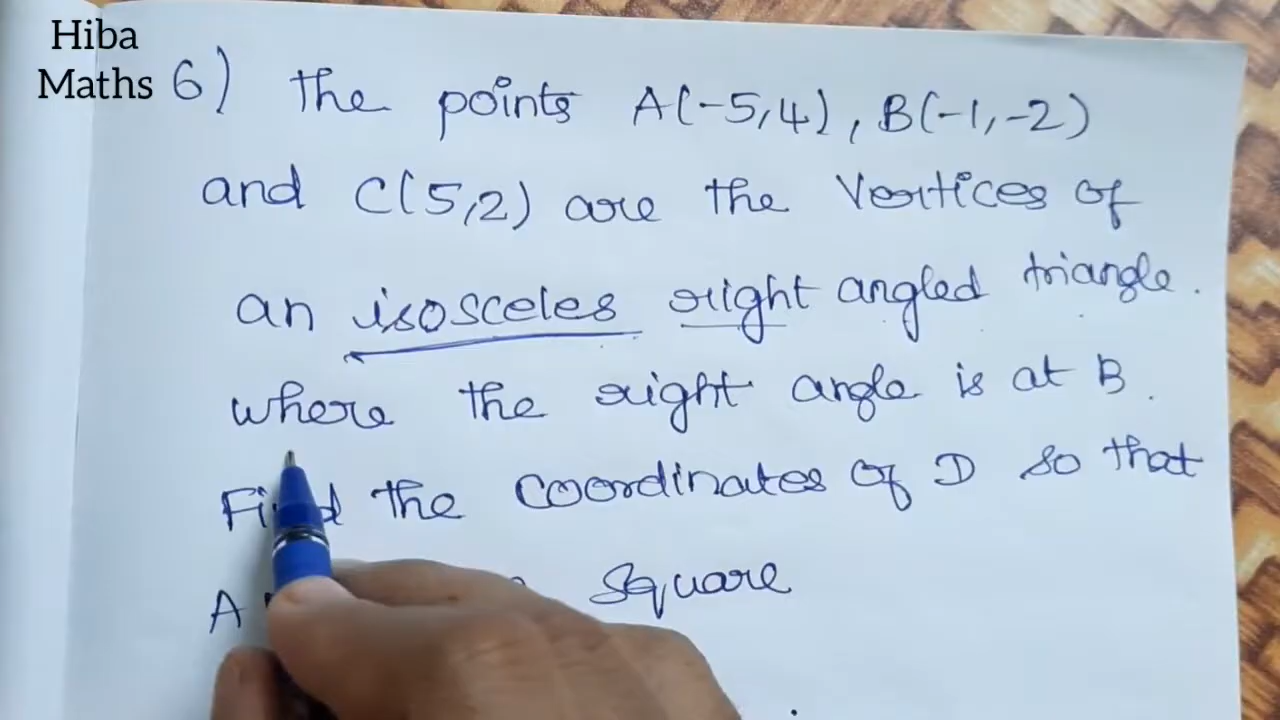 Hiba
Maths
6) The points A(-5,4), B(-1,-2)
and C(5,2) are the Vertices of
an isosceles right angled triangle.
where the right angle is at B.
the coordinates of D so that
A square